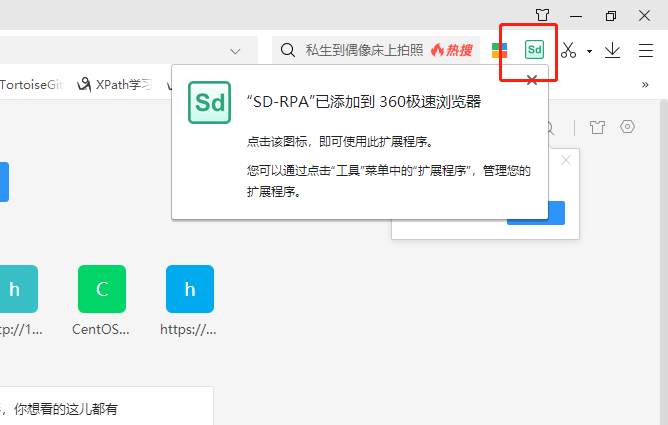 私生到偶像床上拍照 热搜
Sd
TortoiseGit
XPath学习
»
Sd
“SD-RPA”已添加到 360极速浏览器
点击该图标，即可使用此扩展程序。
您可以通过点击“工具”菜单中的“扩展程序”，管理您的
扩展程序。
h
C
h
tp://1...
CentOS...
https://...
，你想看的这儿都有